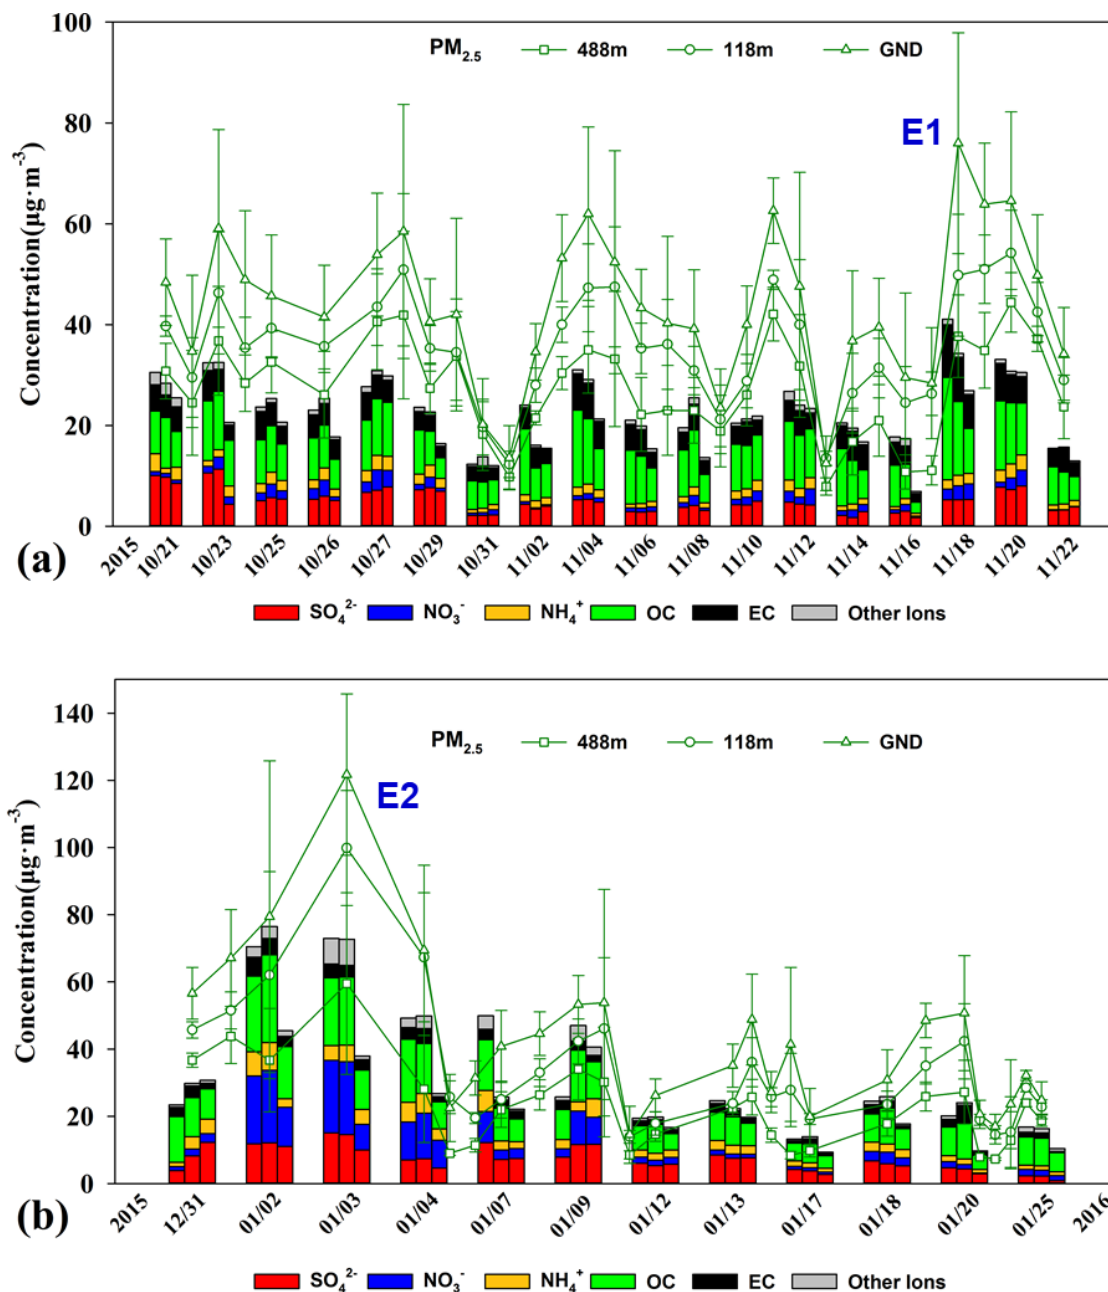 100
80
60
40
20
0
Concentration(μg·m⁻³)
PM₂.₅ 488m 118m GND
E1
2015 10/21 10/23 10/25 10/26 10/27 10/29 10/31 11/02 11/04 11/06 11/08 11/10 11/12 11/14 11/16 11/18 11/20 11/22
(a)
SO₄²⁻ NO₃⁻ NH₄⁺ OC EC Other Ions
140
120
100
80
60
40
20
0
Concentration(μg·m⁻³)
PM₂.₅ 488m 118m GND
E2
2015 12/31 01/02 01/03 01/04 01/07 01/09 01/12 01/13 01/17 01/18 01/20 01/25 2016
(b)
SO₄²⁻ NO₃⁻ NH₄⁺ OC EC Other Ions